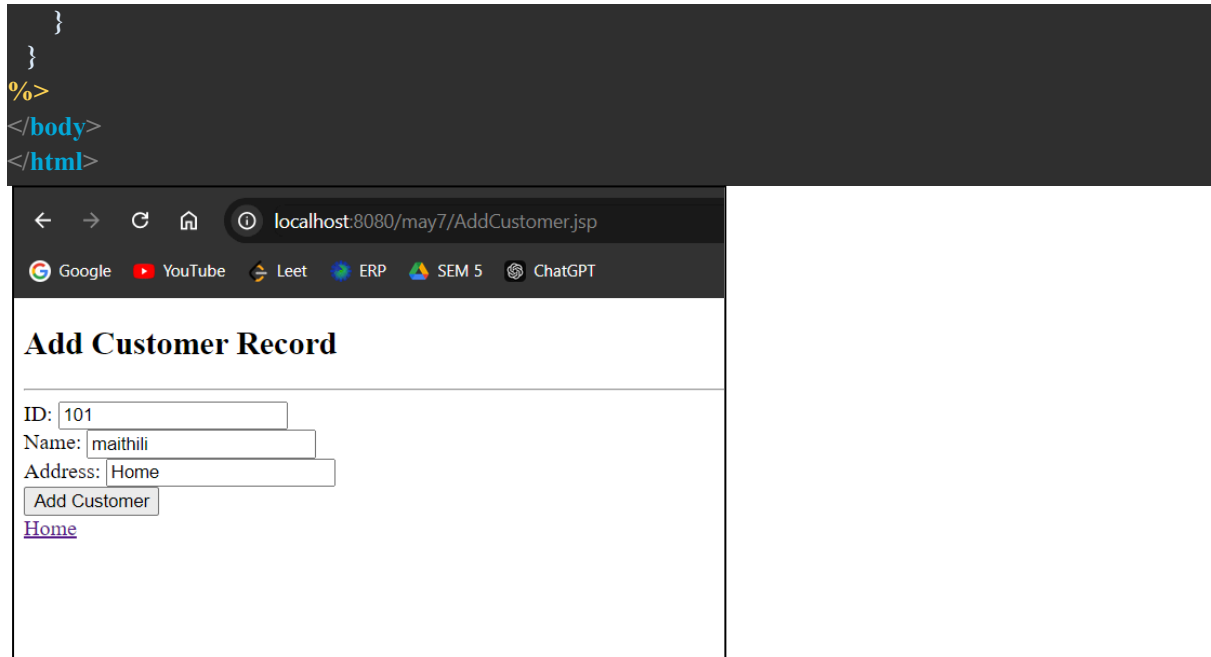 }
}
%>
</body>
</html>
localhost:8080/may7/AddCustomer.jsp
Google YouTube Leet ERP SEM 5 ChatGPT
Add Customer Record
ID: 101
Name: maithili
Address: Home
Add Customer
Home